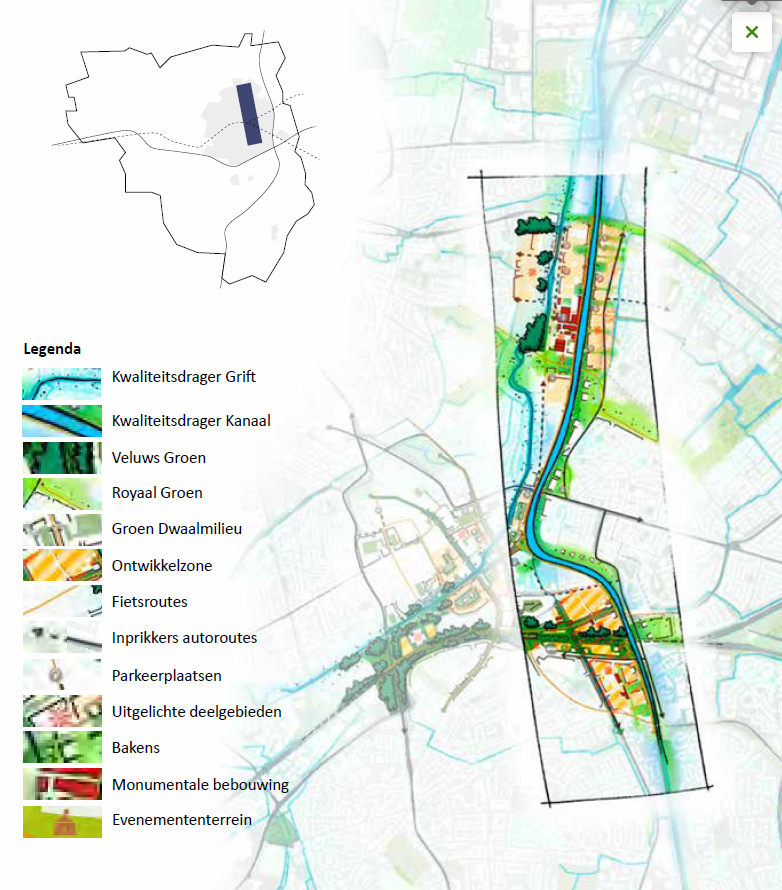 Legenda
Kwaliteitsdrager Grift
Kwaliteitsdrager Kanaal
Veluws Groen
Royaal Groen
Groen Dwaalmilieu
Ontwikkelzone
Fietsroutes
Inprikkers autoroutes
Parkeerplaatsen
Uitgelichte deelgebieden
Bakens
Monumentale bebouwing
Evenemententerrein